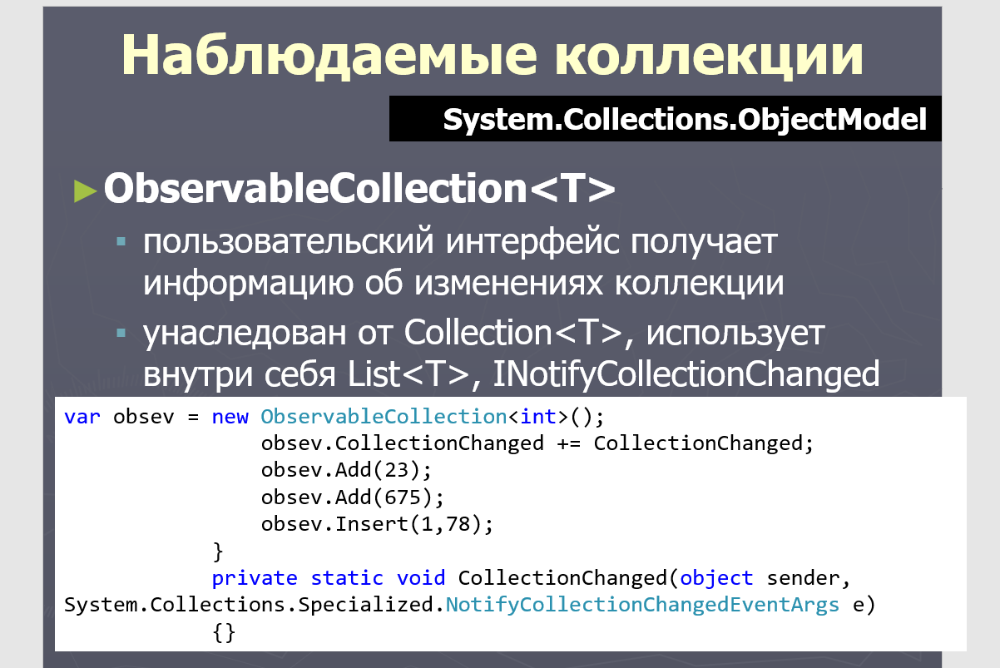 Наблюдаемые коллекции
System.Collections.ObjectModel
ObservableCollection<T>
пользовательский интерфейс получает
информацию об изменениях коллекции
унаследован от Collection<T>, использует
внутри себя List<T>, INotifyCollectionChanged
var obsev = new ObservableCollection<int>();
obsev.CollectionChanged += CollectionChanged;
obsev.Add(23);
obsev.Add(675);
obsev.Insert(1,78);
}
private static void CollectionChanged(object sender,
System.Collections.Specialized.NotifyCollectionChangedEventArgs e)
{}